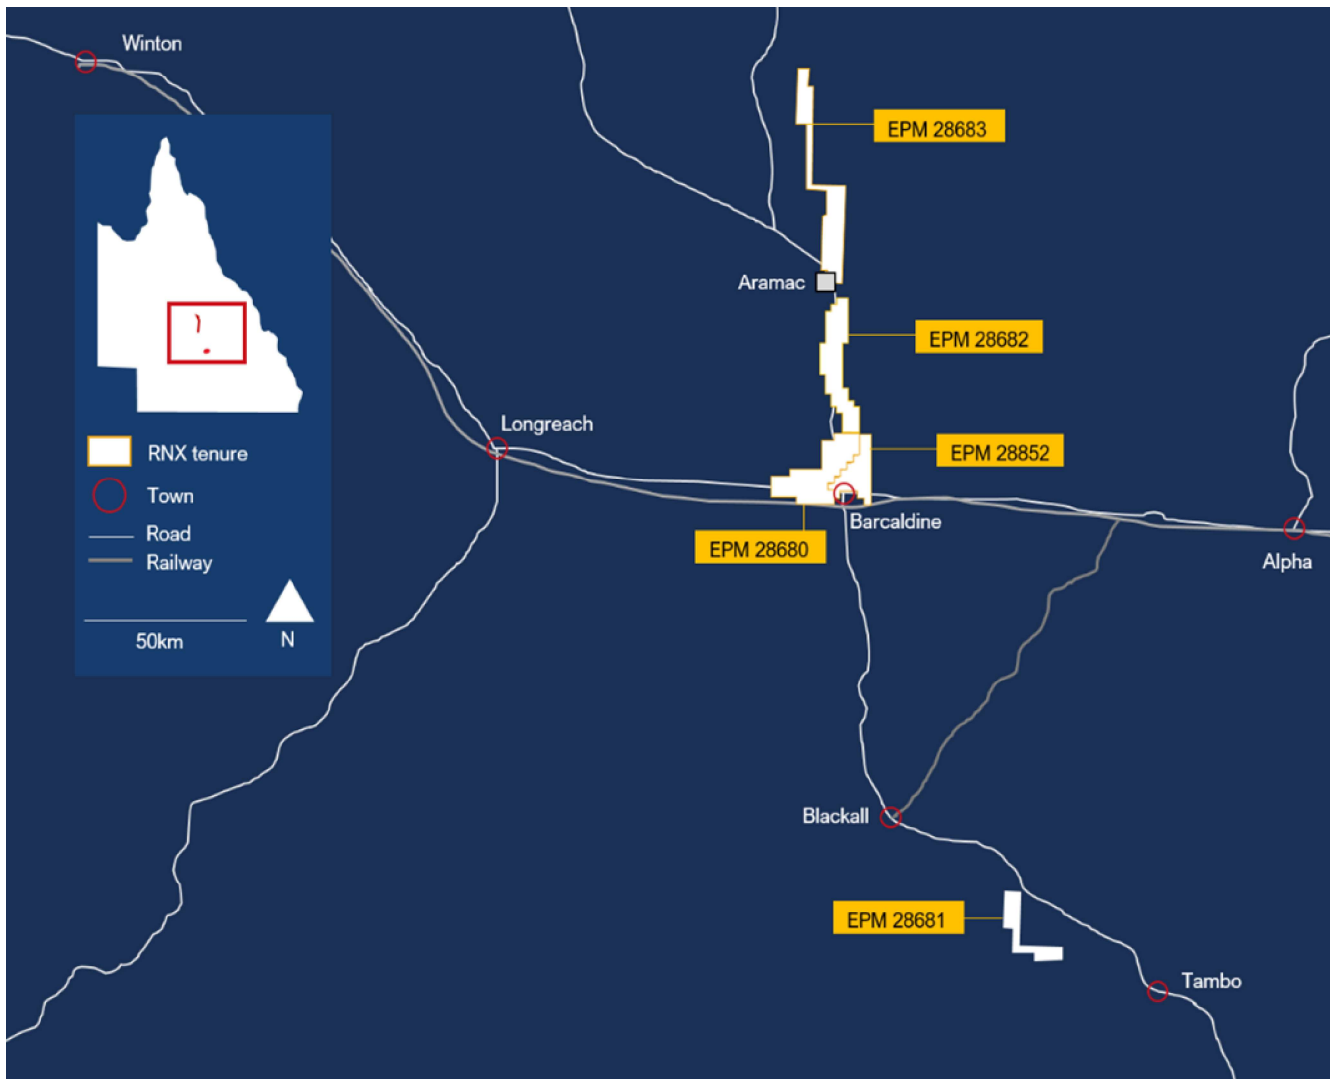 Winton
EPM 28683
Aramac
EPM 28682
Longreach
RNX tenure
EPM 28852
Town
Barcaldine
Road
EPM 28680
Railway
Alpha
50km
N
Blackall
EPM 28681
Tambo